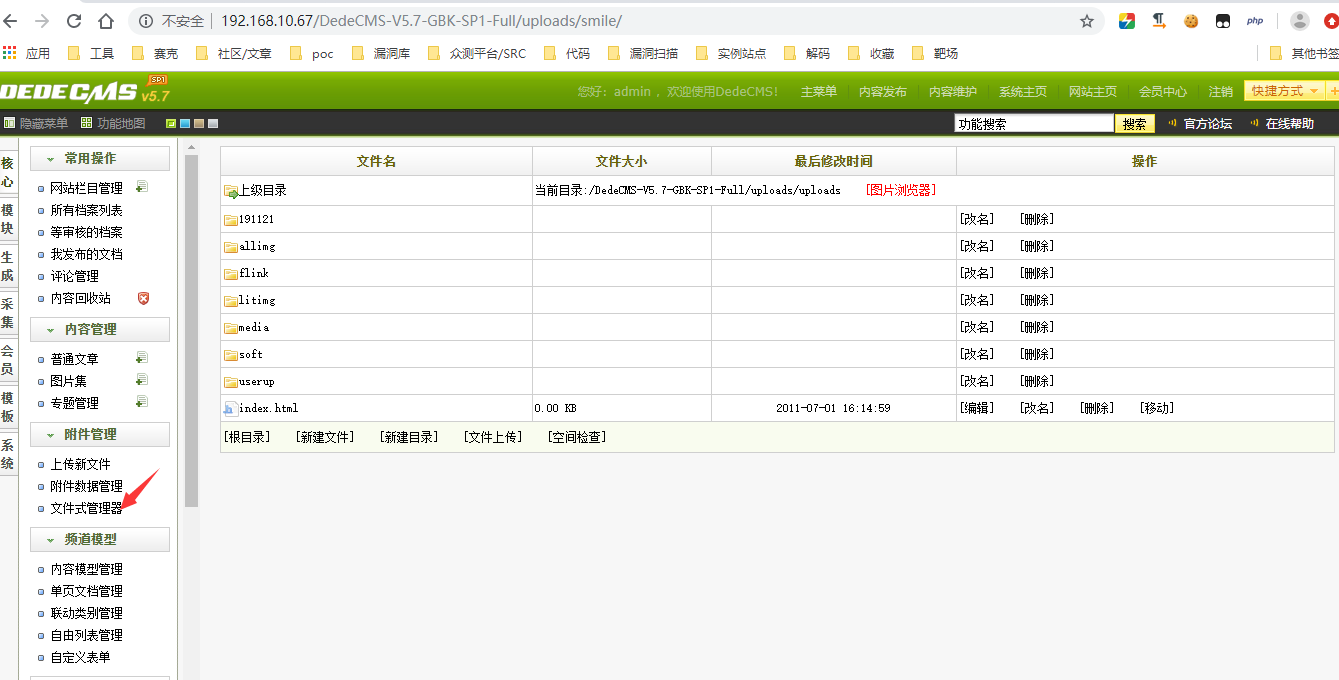 不安全 | 192.168.10.67/DedeCMS-V5.7-GBK-SP1-Full/uploads/smile/
php
应用 工具 赛克 社区/文章 poc 漏洞库 众测平台/SRC 代码 漏洞扫描 实例站点 解码 收藏 靶场 其他书签
DEDECMS SP1 v5.7
您好：admin ，欢迎使用DedeCMS！ 主菜单 内容发布 内容维护 系统主页 网站主页 会员中心 注销 快捷方式
隐藏菜单 功能地图 功能搜索 搜索 官方论坛 在线帮助
核心
模块
生成
采集
会员
模板
系统
常用操作
网站栏目管理
所有档案列表
等审核的档案
我发布的文档
评论管理
内容回收站
内容管理
普通文章
图片集
专题管理
附件管理
上传新文件
附件数据管理
文件式管理器
频道模型
内容模型管理
单页文档管理
联动类别管理
自由列表管理
自定义表单
文件名 文件大小 最后修改时间 操作
上级目录 当前目录:/DedeCMS-V5.7-GBK-SP1-Full/uploads/uploads [图片浏览器]
191121 [改名] [删除]
allimg [改名] [删除]
flink [改名] [删除]
litimg [改名] [删除]
media [改名] [删除]
soft [改名] [删除]
userup [改名] [删除]
index.html 0.00 KB 2011-07-01 16:14:59 [编辑] [改名] [删除] [移动]
[根目录] [新建文件] [新建目录] [文件上传] [空间检查]